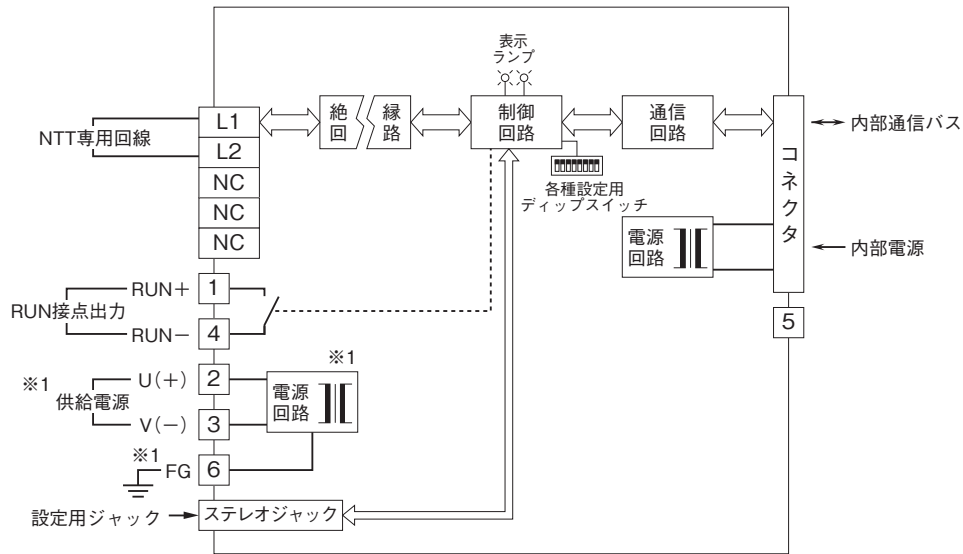 表示
ランプ
NTT専用回線
L1
L2
NC
NC
NC
絶 縁
回 路
制御
回路
通信
回路
コネクタ
内部通信バス
各種設定用
ディップスイッチ
電源
回路
内部電源
5
RUN接点出力
RUN+
1
RUN−
4
※1
供給電源
U(+)
2
V(−)
3
※1
電源
回路
※1
FG
6
設定用ジャック
ステレオジャック